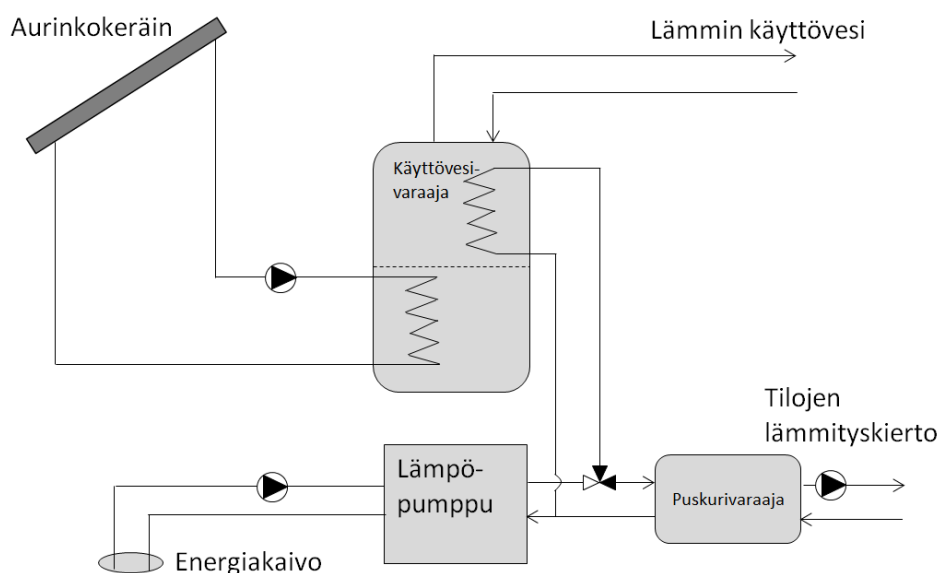 Aurinkokeräin
Lämmin käyttövesi
Käyttövesi-
varaaja
Tilojen
lämmityskierto
Lämpö-
pumppu
Puskurivaraaja
Energiakaivo